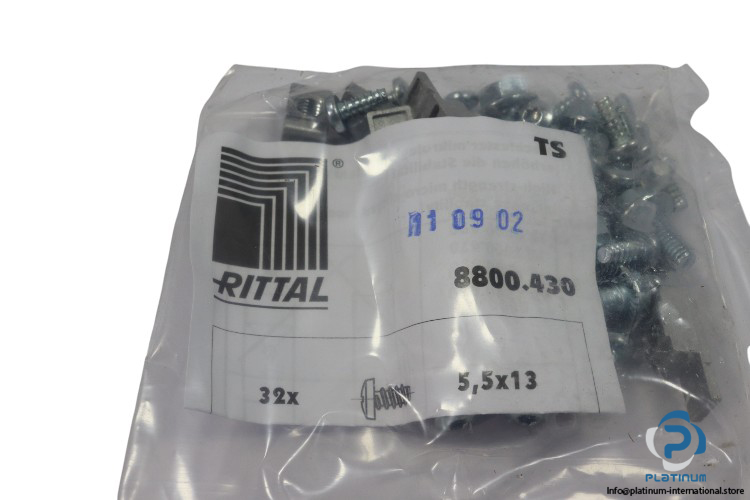 TS
®
RITTAL
11 09 02
8800.430
32x
5,5x13
PLATINUM
Info@platinum-international.store